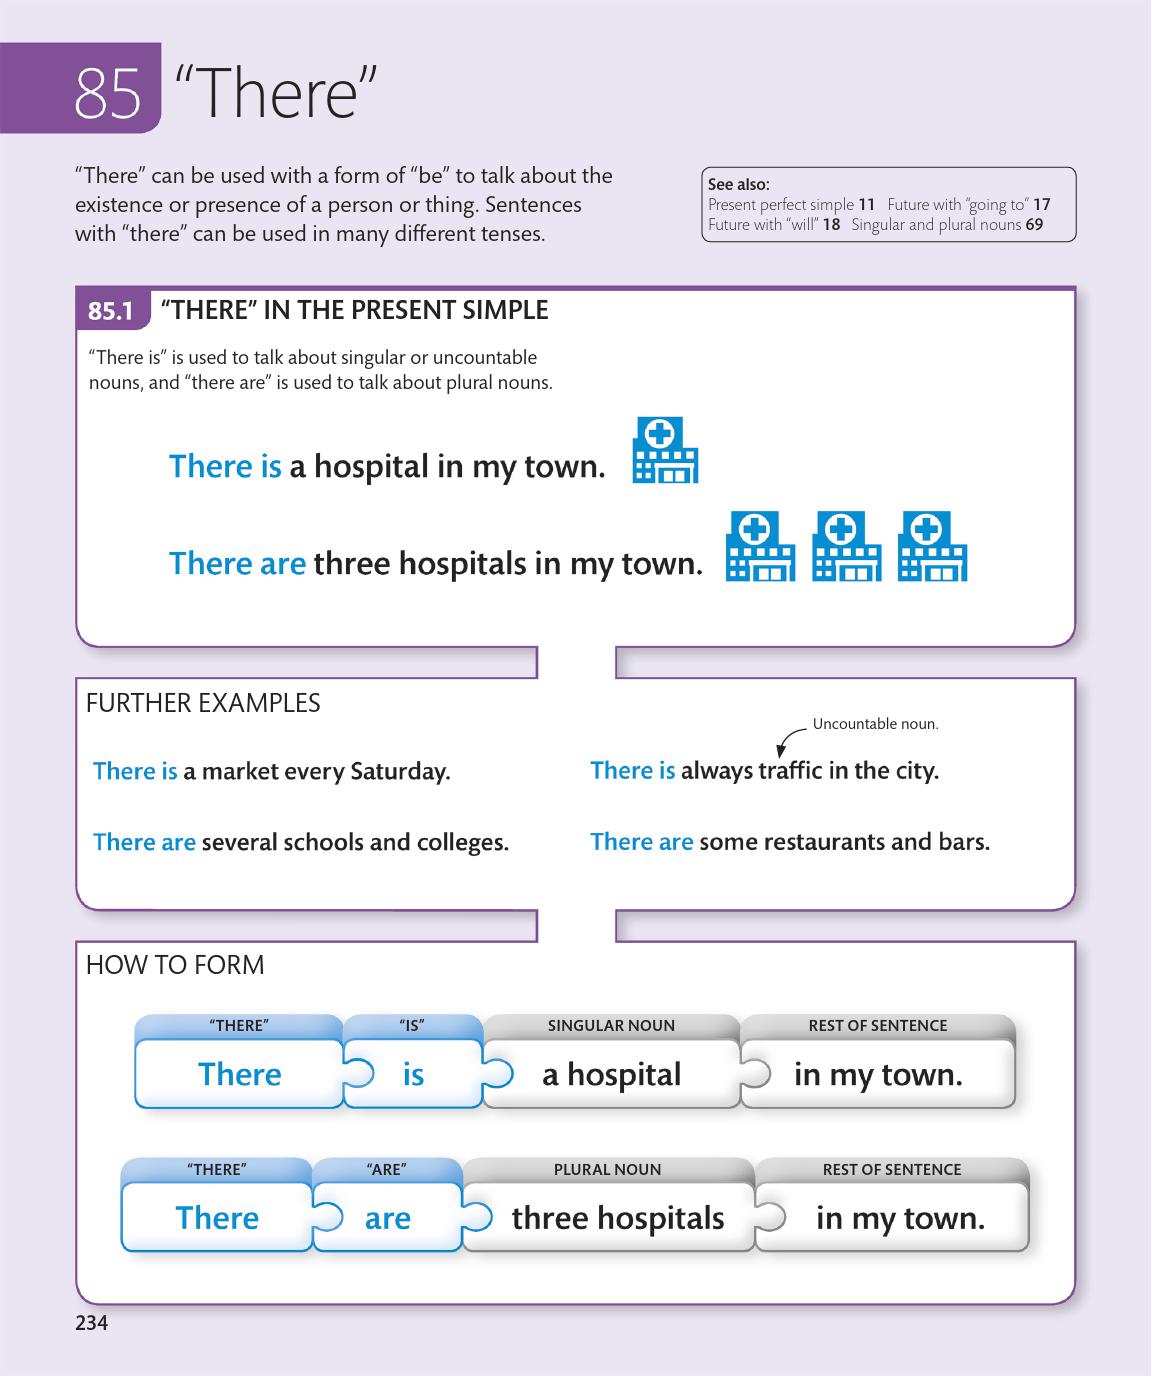 85 “There”
“There” can be used with a form of “be” to talk about the
existence or presence of a person or thing. Sentences
with “there” can be used in many different tenses.
See also:
Present perfect simple 11 Future with “going to” 17
Future with “will” 18 Singular and plural nouns 69
85.1 “THERE” IN THE PRESENT SIMPLE
“There is” is used to talk about singular or uncountable
nouns, and “there are” is used to talk about plural nouns.
There is a hospital in my town.
There are three hospitals in my town.
FURTHER EXAMPLES
Uncountable noun.
There is a market every Saturday.
There is always traffic in the city.
There are several schools and colleges.
There are some restaurants and bars.
HOW TO FORM
“THERE” “IS” SINGULAR NOUN REST OF SENTENCE
There is a hospital in my town.
“THERE” “ARE” PLURAL NOUN REST OF SENTENCE
There are three hospitals in my town.
234